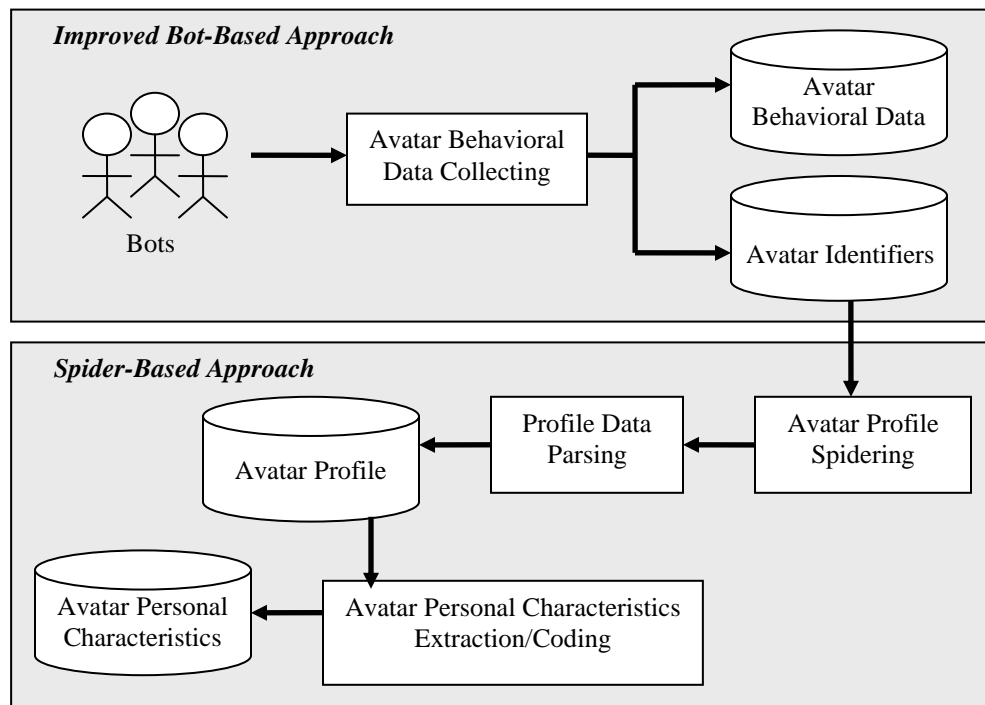 Improved Bot-Based Approach
Bots
Avatar Behavioral
Data Collecting
Avatar
Behavioral Data
Avatar Identifiers
Spider-Based Approach
Avatar Profile
Spidering
Profile Data
Parsing
Avatar Profile
Avatar Personal Characteristics
Extraction/Coding
Avatar Personal
Characteristics